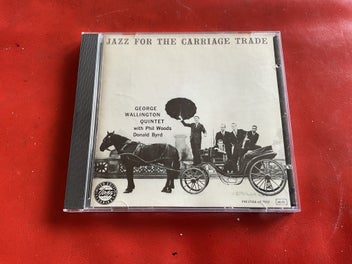 JAZZ FOR THE CARRIAGE TRADE
GEORGE
WALLINGTON
QUINTET
with Phil Woods
Donald Byrd